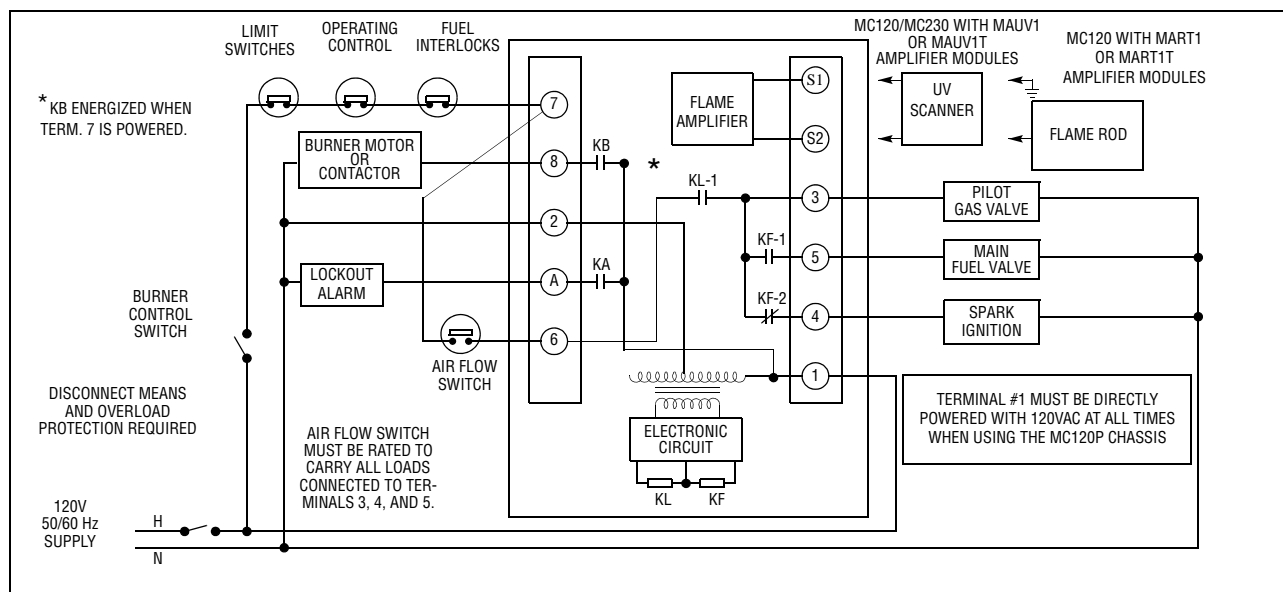 LIMIT
SWITCHES
OPERATING
CONTROL
FUEL
INTERLOCKS
MC120/MC230 WITH MAUV1
OR MAUV1T
AMPLIFIER MODULES
MC120 WITH MART1
OR MART1T
AMPLIFIER MODULES
*KB ENERGIZED WHEN
TERM. 7 IS POWERED.
7
FLAME
AMPLIFIER
S1
S2
UV
SCANNER
FLAME ROD
BURNER MOTOR
OR
CONTACTOR
8
KB
*
KL-1
3
PILOT
GAS VALVE
2
KF-1
5
MAIN
FUEL VALVE
LOCKOUT
ALARM
A
KA
KF-2
4
SPARK
IGNITION
BURNER
CONTROL
SWITCH
6
AIR FLOW
SWITCH
1
DISCONNECT MEANS
AND OVERLOAD
PROTECTION REQUIRED
TERMINAL #1 MUST BE DIRECTLY
POWERED WITH 120VAC AT ALL TIMES
WHEN USING THE MC120P CHASSIS
AIR FLOW SWITCH
MUST BE RATED TO
CARRY ALL LOADS
CONNECTED TO TER-
MINALS 3, 4, AND 5.
ELECTRONIC
CIRCUIT
KL
KF
120V
50/60 Hz
SUPPLY
H
N